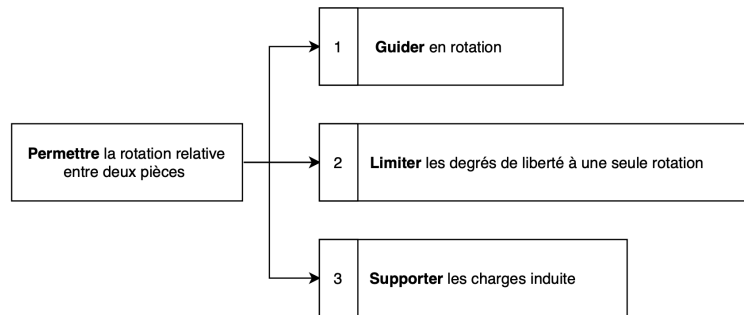 1
Guider en rotation
Permettre la rotation relative
entre deux pièces
2
Limiter les degrés de liberté à une seule rotation
3
Supporter les charges induite